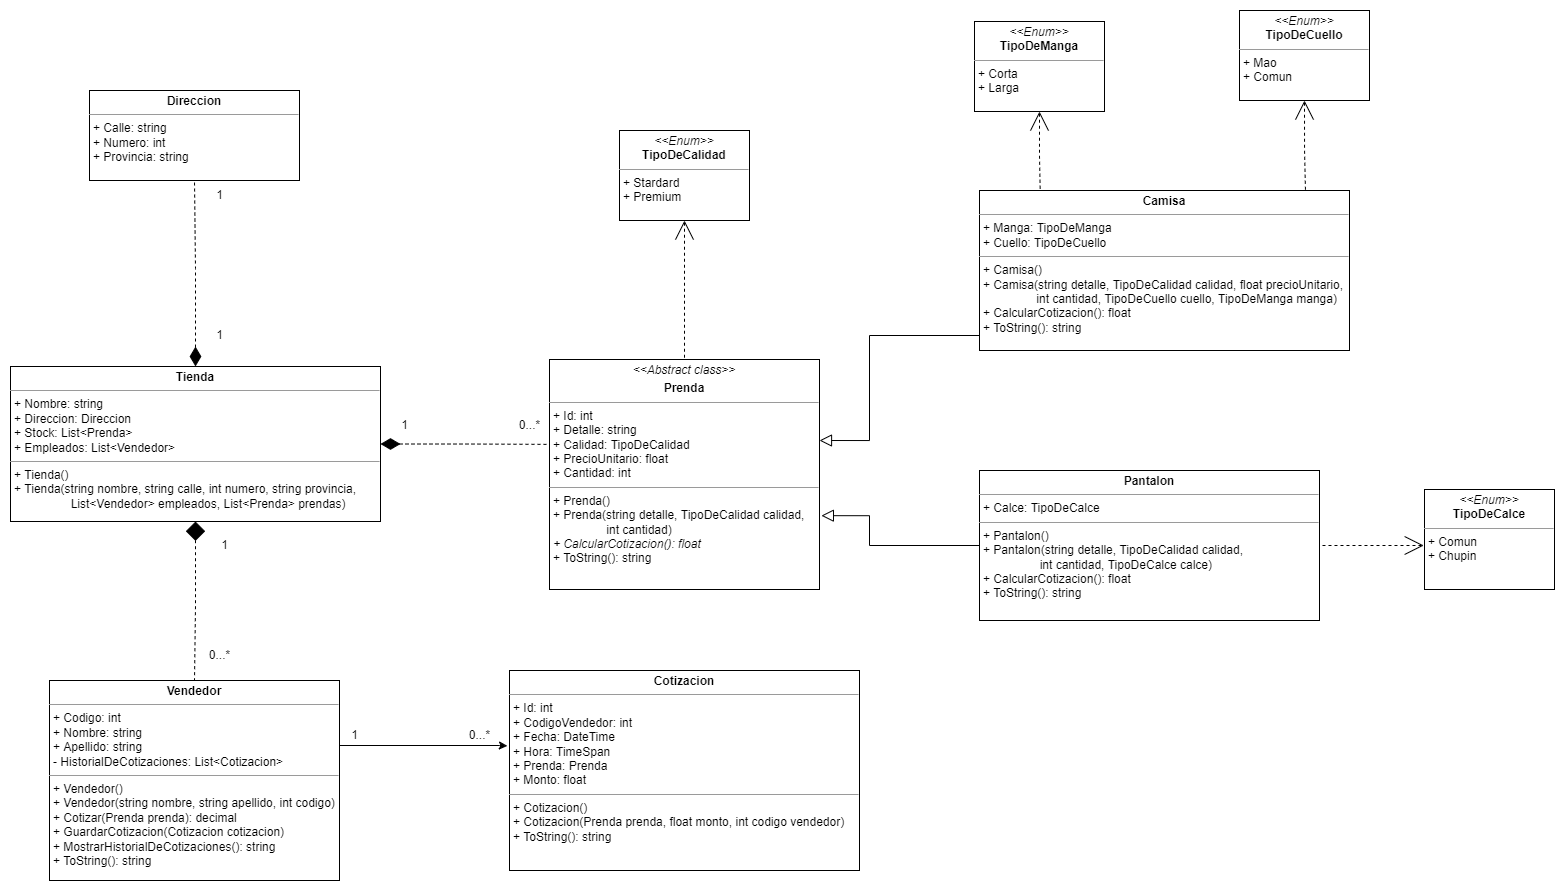 <<Enum>>
TipoDeManga
+ Corta
+ Larga
<<Enum>>
TipoDeCuello
+ Mao
+ Comun
Direccion
+ Calle: string
+ Numero: int
+ Provincia: string
1
1
<<Enum>>
TipoDeCalidad
+ Stardard
+ Premium
Camisa
+ Manga: TipoDeManga
+ Cuello: TipoDeCuello
+ Camisa()
+ Camisa(string detalle, TipoDeCalidad calidad, float precioUnitario,
int cantidad, TipoDeCuello cuello, TipoDeManga manga)
+ CalcularCotizacion(): float
+ ToString(): string
Tienda
+ Nombre: string
+ Direccion: Direccion
+ Stock: List<Prenda>
+ Empleados: List<Vendedor>
+ Tienda()
+ Tienda(string nombre, string calle, int numero, string provincia,
List<Vendedor> empleados, List<Prenda> prendas)
1
0...*
<<Abstract class>>
Prenda
+ Id: int
+ Detalle: string
+ Calidad: TipoDeCalidad
+ PrecioUnitario: float
+ Cantidad: int
+ Prenda()
+ Prenda(string detalle, TipoDeCalidad calidad,
int cantidad)
+ CalcularCotizacion(): float
+ ToString(): string
Pantalon
+ Calce: TipoDeCalce
+ Pantalon()
+ Pantalon(string detalle, TipoDeCalidad calidad,
int cantidad, TipoDeCalce calce)
+ CalcularCotizacion(): float
+ ToString(): string
<<Enum>>
TipoDeCalce
+ Comun
+ Chupin
1
0...*
Vendedor
+ Codigo: int
+ Nombre: string
+ Apellido: string
- HistorialDeCotizaciones: List<Cotizacion>
+ Vendedor()
+ Vendedor(string nombre, string apellido, int codigo)
+ Cotizar(Prenda prenda): decimal
+ GuardarCotizacion(Cotizacion cotizacion)
+ MostrarHistorialDeCotizaciones(): string
+ ToString(): string
1
0...*
Cotizacion
+ Id: int
+ CodigoVendedor: int
+ Fecha: DateTime
+ Hora: TimeSpan
+ Prenda: Prenda
+ Monto: float
+ Cotizacion()
+ Cotizacion(Prenda prenda, float monto, int codigo vendedor)
+ ToString(): string